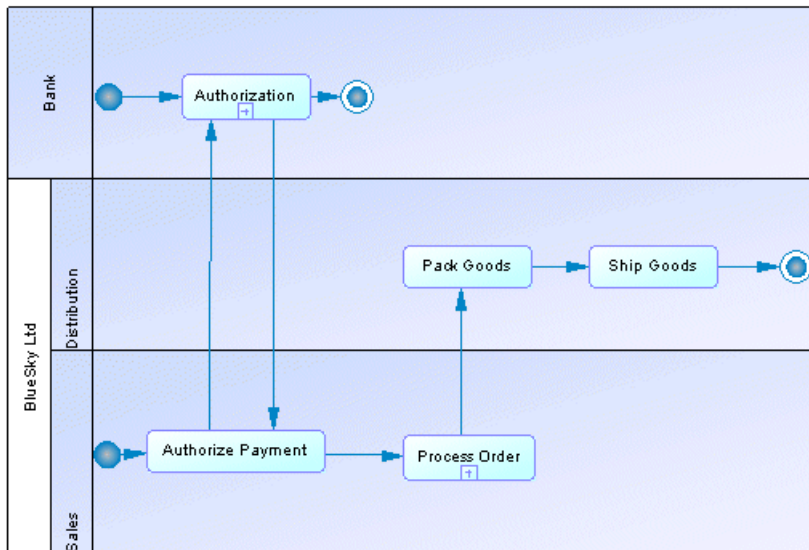 Bank
Authorization
BlueSky Ltd
Distribution
Pack Goods
Ship Goods
Sales
Authorize Payment
Process Order